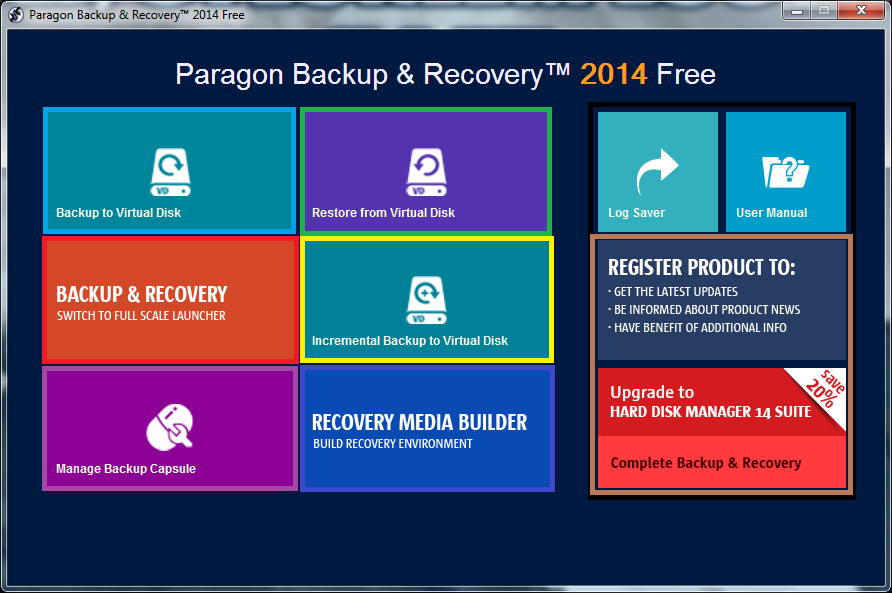 Paragon Backup & Recovery™ 2014 Free
Paragon Backup & Recovery™ 2014 Free
VD
Backup to Virtual Disk
VD
Restore from Virtual Disk
Log Saver
?
User Manual
BACKUP & RECOVERY
SWITCH TO FULL SCALE LAUNCHER
VD
Incremental Backup to Virtual Disk
REGISTER PRODUCT TO:
· GET THE LATEST UPDATES
· BE INFORMED ABOUT PRODUCT NEWS
· HAVE BENEFIT OF ADDITIONAL INFO
Manage Backup Capsule
RECOVERY MEDIA BUILDER
BUILD RECOVERY ENVIRONMENT
save
20%
Upgrade to
HARD DISK MANAGER 14 SUITE
Complete Backup & Recovery